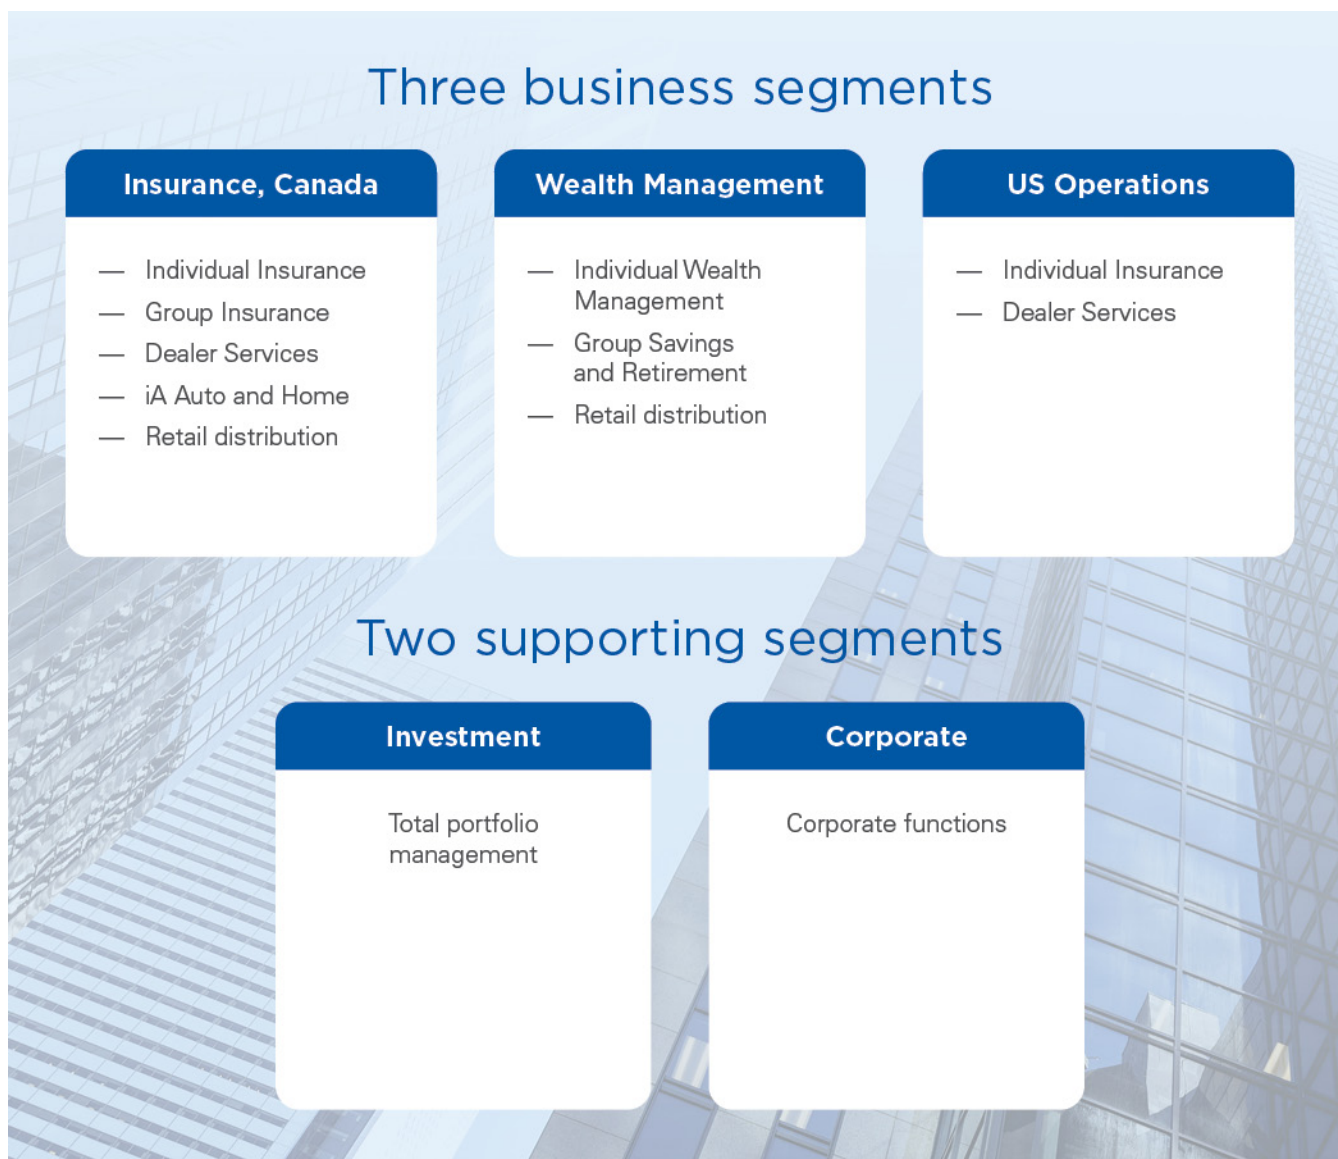 Three business segments
Insurance, Canada
— Individual Insurance
— Group Insurance
— Dealer Services
— iA Auto and Home
— Retail distribution
Wealth Management
— Individual Wealth
Management
— Group Savings
and Retirement
— Retail distribution
US Operations
— Individual Insurance
— Dealer Services
Two supporting segments
Investment
Total portfolio
management
Corporate
Corporate functions